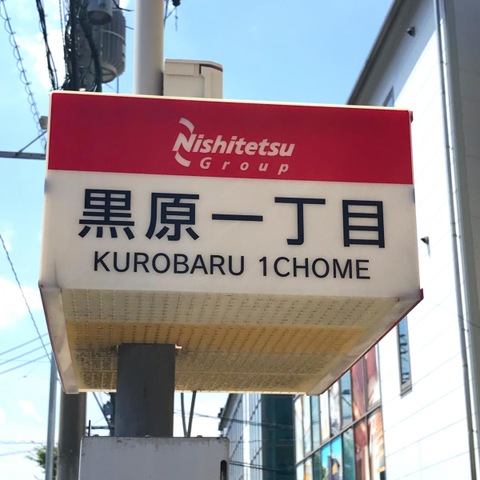 Nishitetsu
Group
黒原一丁目
KUROBARU 1CHOME